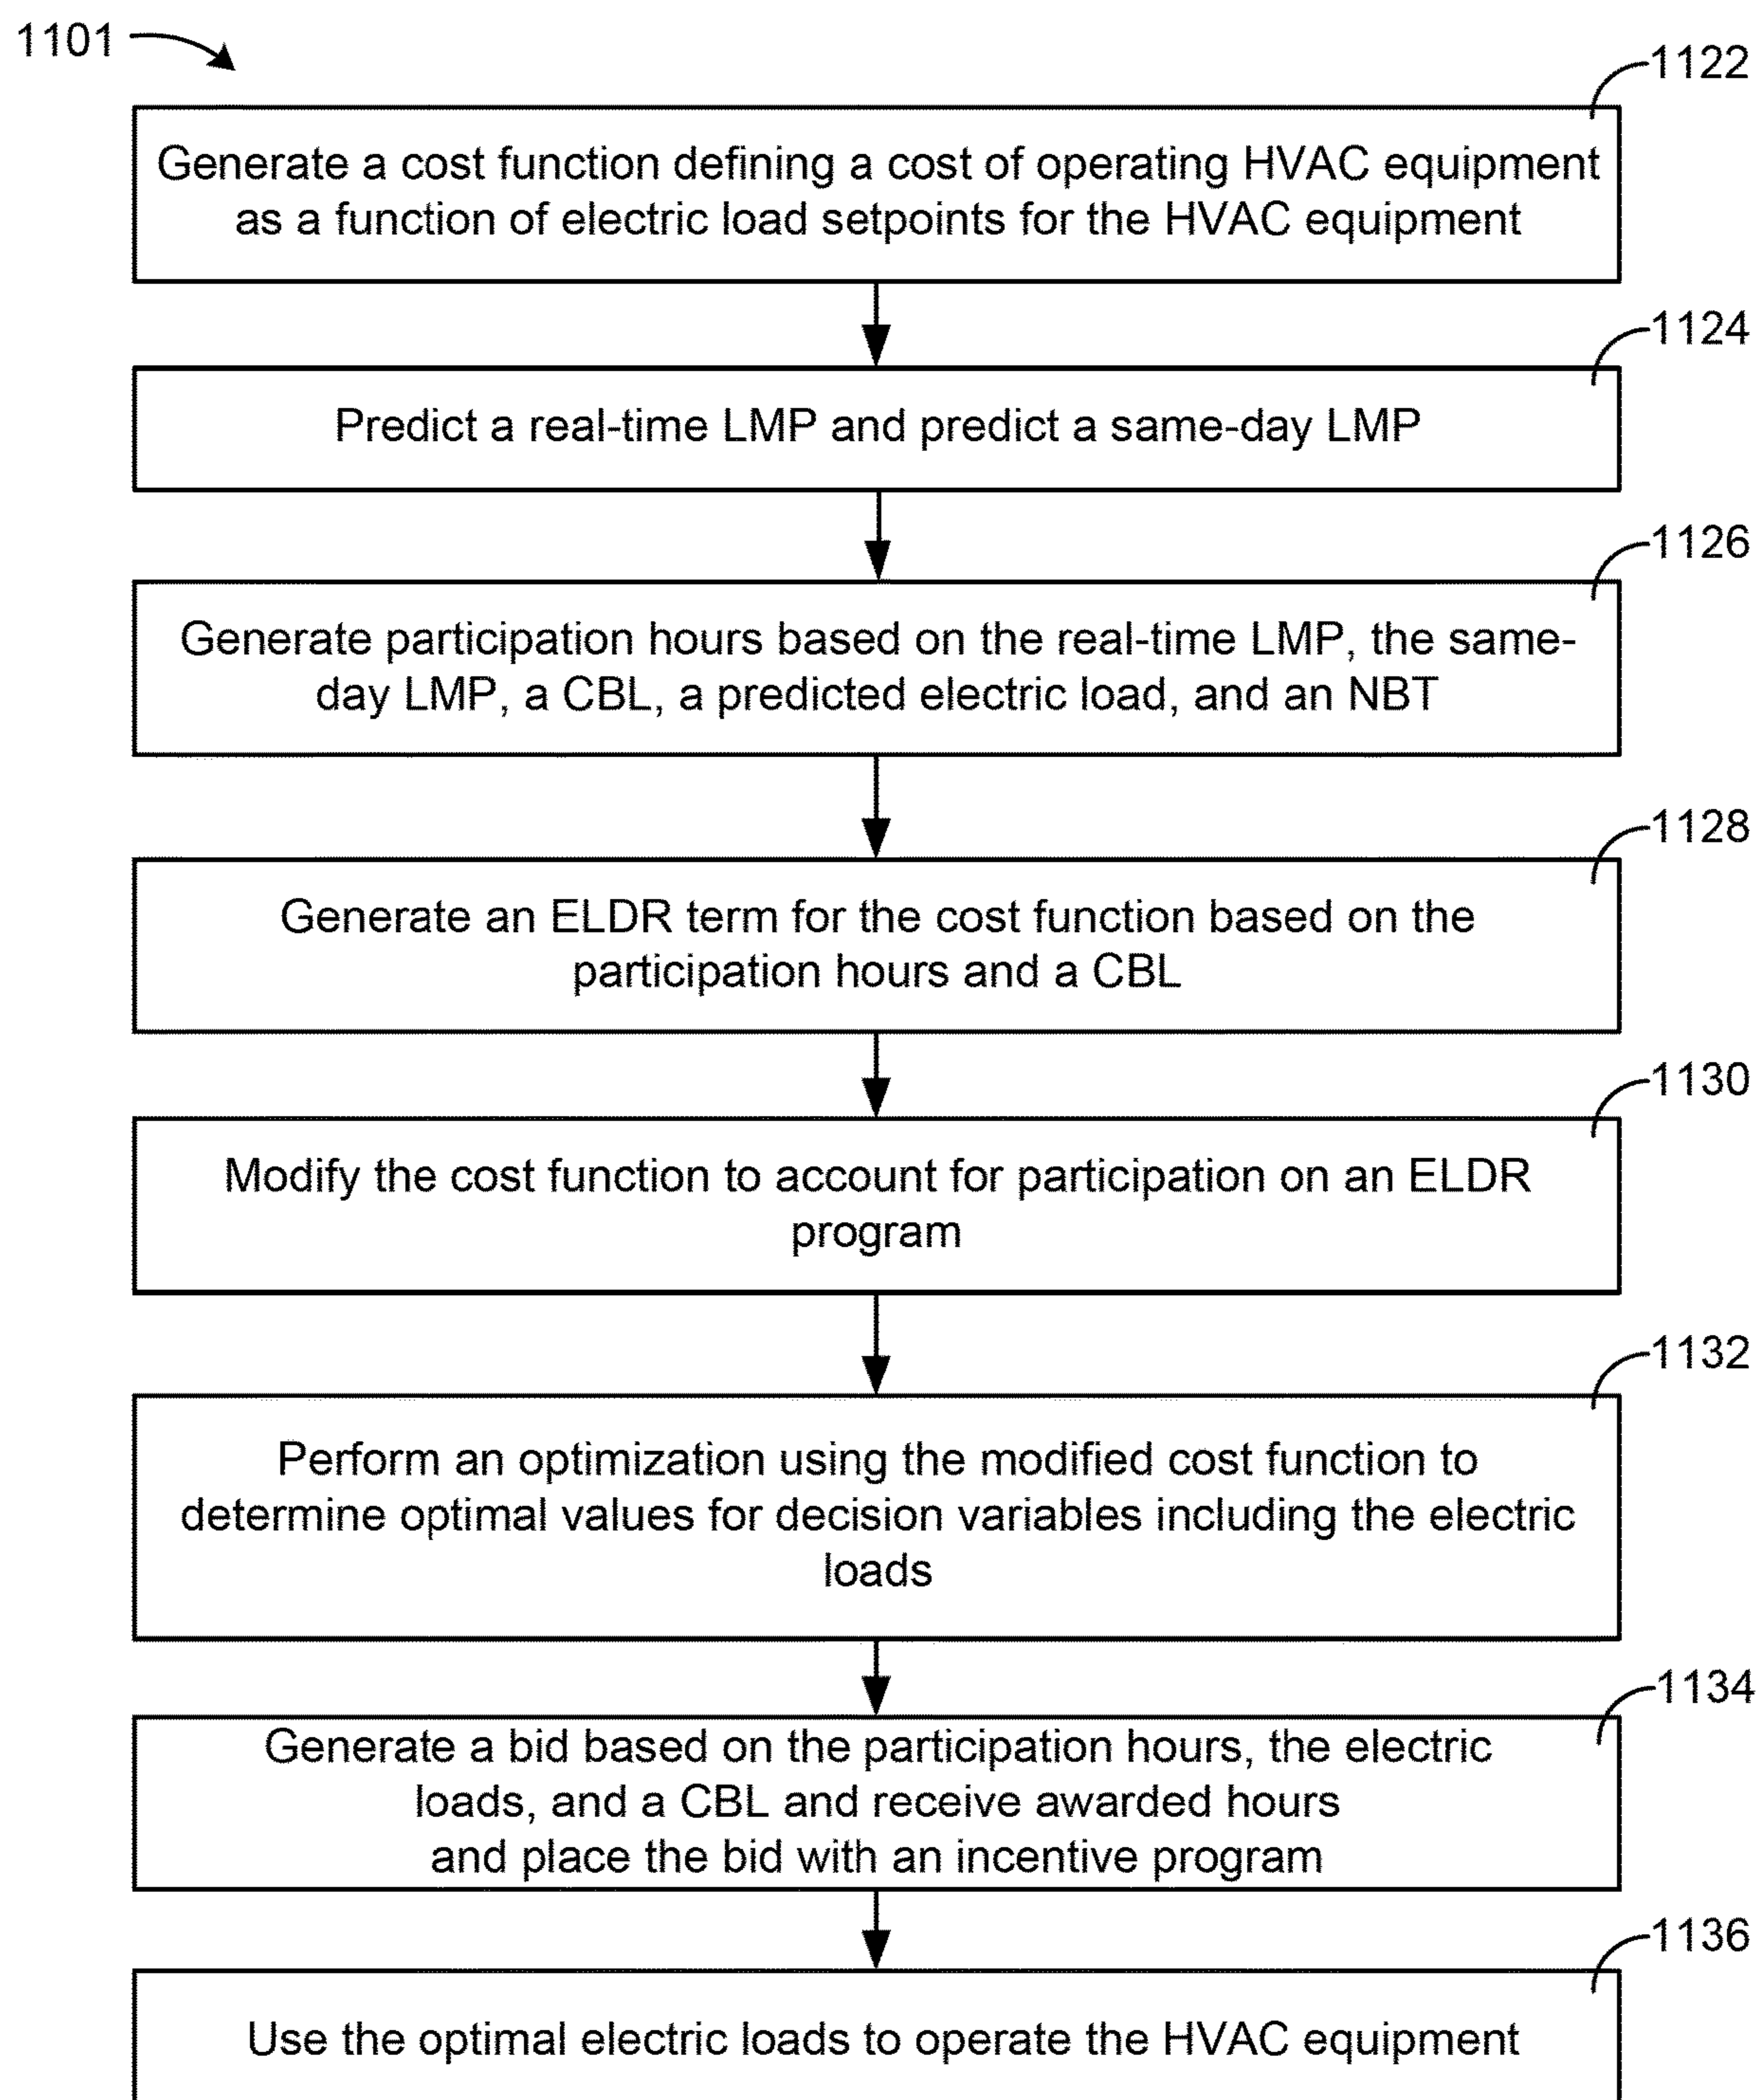 1101
1122
Generate a cost function defining a cost of operating HVAC equipment
as a function of electric load setpoints for the HVAC equipment
1124
Predict a real-time LMP and predict a same-day LMP
1126
Generate participation hours based on the real-time LMP, the same-
day LMP, a CBL, a predicted electric load, and an NBT
1128
Generate an ELDR term for the cost function based on the
participation hours and a CBL
1130
Modify the cost function to account for participation on an ELDR
program
1132
Perform an optimization using the modified cost function to
determine optimal values for decision variables including the electric
loads
1134
Generate a bid based on the participation hours, the electric
loads, and a CBL and receive awarded hours
and place the bid with an incentive program
1136
Use the optimal electric loads to operate the HVAC equipment